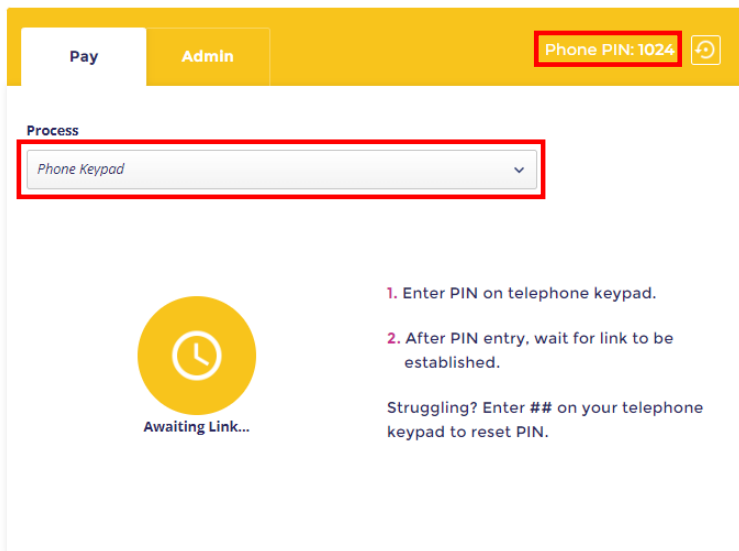 Pay
Admin
Phone PIN: 1024
Process
Phone Keypad
1. Enter PIN on telephone keypad.
2. After PIN entry, wait for link to be
established.
Struggling? Enter ## on your telephone
keypad to reset PIN.
Awaiting Link...